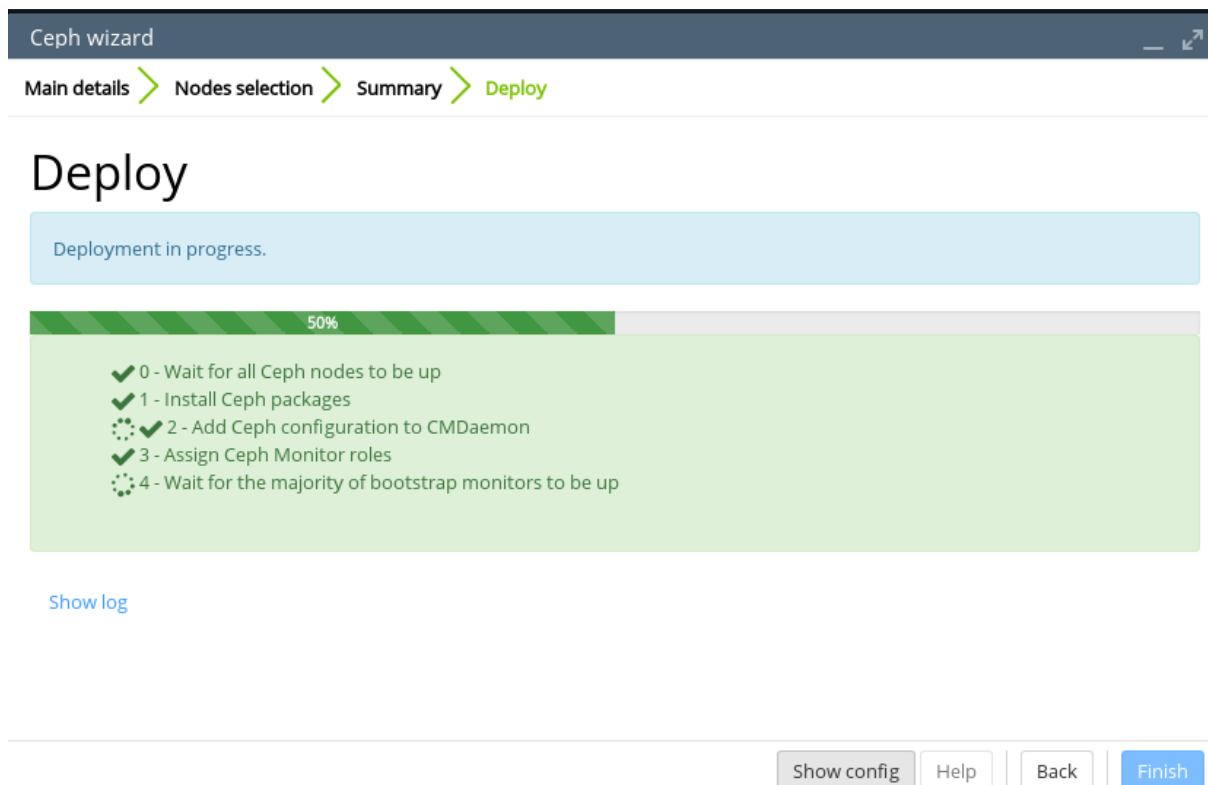 Ceph wizard
Main details Nodes selection Summary Deploy
Deploy
Deployment in progress.
50%
0 - Wait for all Ceph nodes to be up
1 - Install Ceph packages
2 - Add Ceph configuration to CMDaemon
3 - Assign Ceph Monitor roles
4 - Wait for the majority of bootstrap monitors to be up
Show log
Show config Help Back Finish